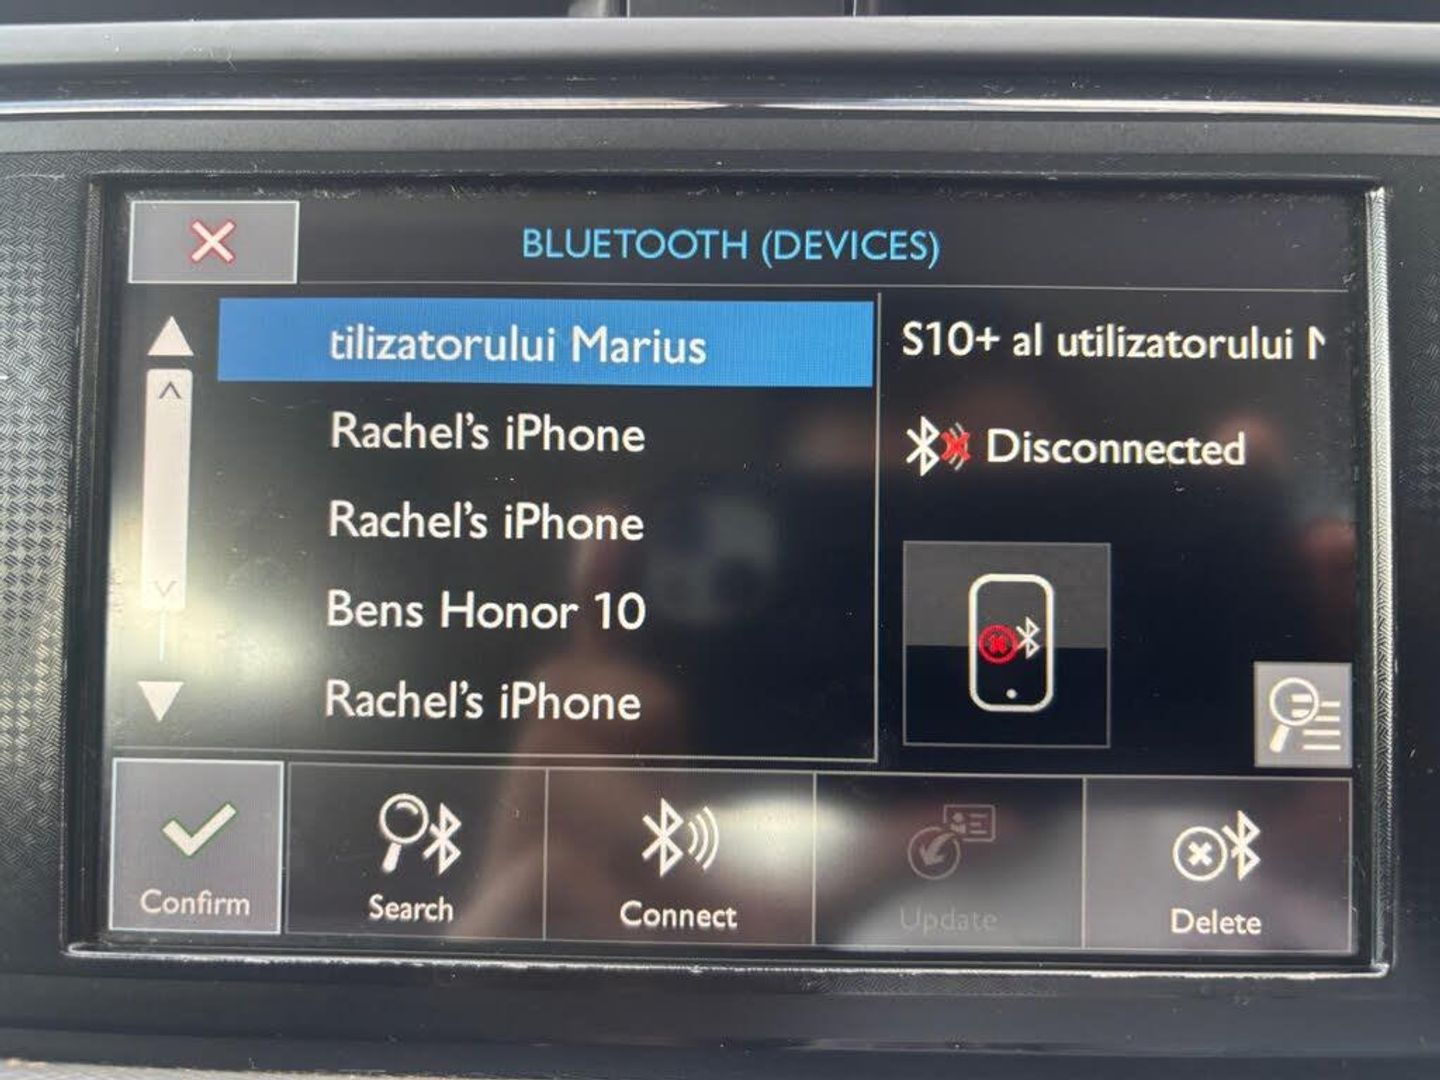 BLUETOOTH (DEVICES)
tilizatorului Marius
Rachel's iPhone
Rachel's iPhone
Bens Honor 10
Rachel's iPhone
S10+ al utilizatorului
Disconnected
Confirm
Search
Connect
Update
Delete